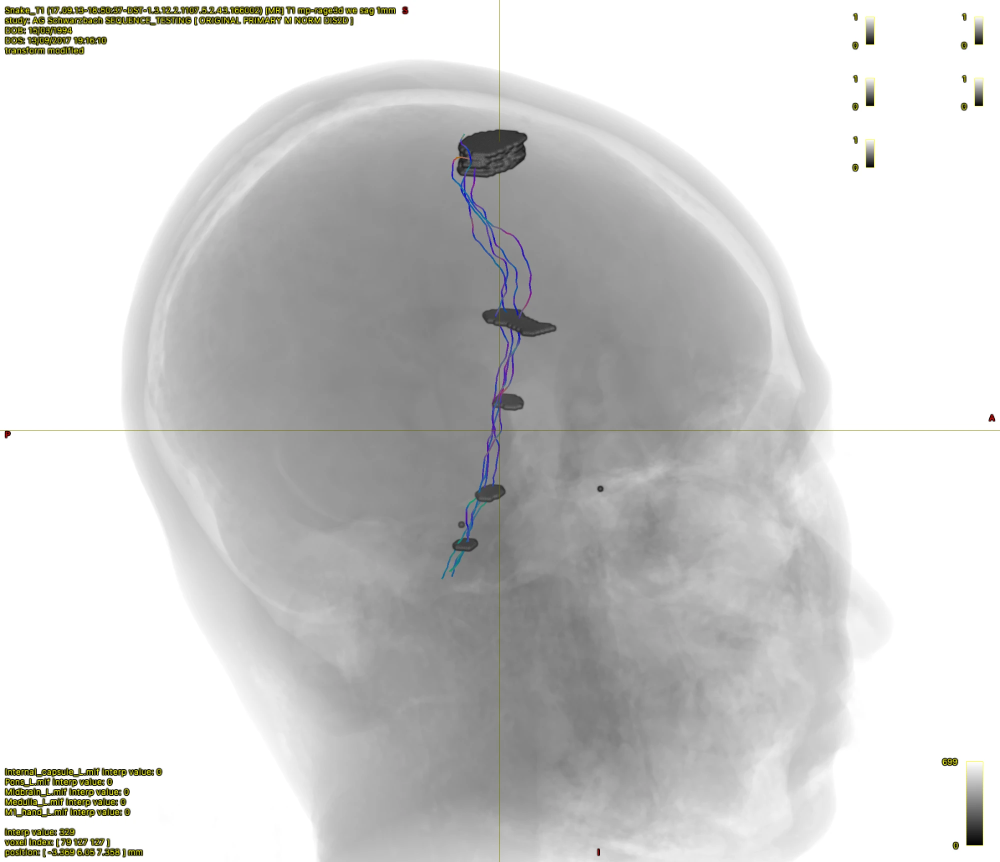 Snake_T1 (17.09.13-18:50:37-DST-1.3.12.2.1107.5.2.43.166002) [MR] T1 mp-rage3d we sag 1mm S
study: AG Schwarzbach SEQUENCE_TESTING [ ORIGINAL PRIMARY M NORM DIS2D ]
DOB: 15/03/1994
DOS: 13/09/2017 19:16:10
transform modified
1 1
0 0
1 1
0 0
1
0
A
P
699
0
Internal_capsule_L.mif interp value: 0
Pons_L.mif interp value: 0
Midbrain_L.mif interp value: 0
Medulla_L.mif interp value: 0
M1_hand_L.mif interp value: 0
interp value: 329
voxel index: [ 79 127 127 ]
position: [ -3.369 6.05 7.358 ] mm
I